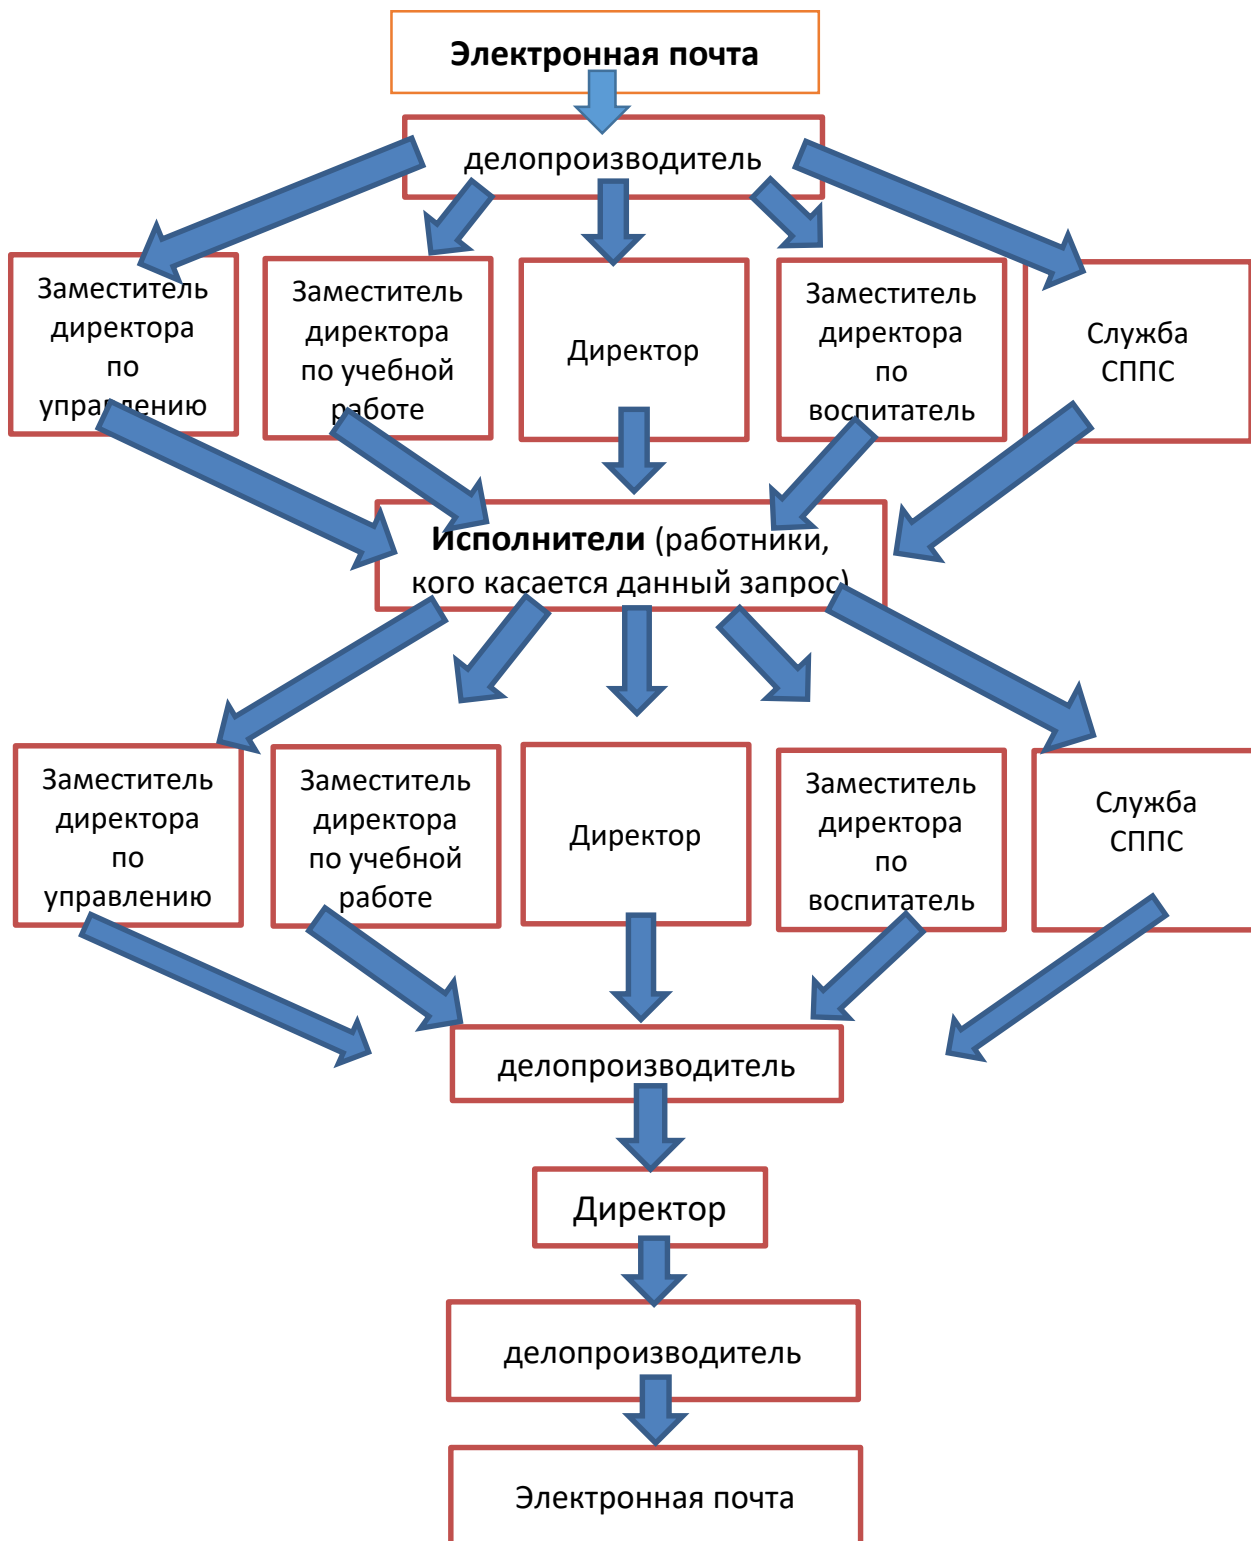 Электронная почта
делопроизводитель
Заместитель
директора
по
управлению
Заместитель
директора
по учебной
работе
Директор
Заместитель
директора
по
воспитатель
Служба
СППС
Исполнители (работники,
кого касается данный запрос)
Заместитель
директора
по
управлению
Заместитель
директора
по учебной
работе
Директор
Заместитель
директора
по
воспитатель
Служба
СППС
делопроизводитель
Директор
делопроизводитель
Электронная почта